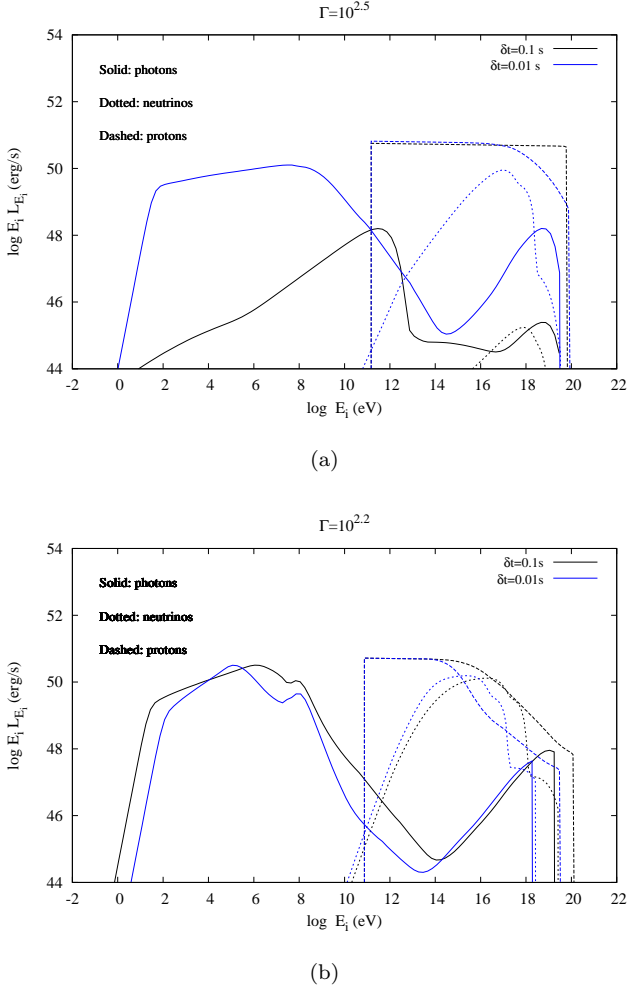 Γ=10^2.5
54
52
50
48
46
44
log E_i L_{E_i} (erg/s)
Solid: photons
Dotted: neutrinos
Dashed: protons
δt=0.1 s
δt=0.01 s
-2 0 2 4 6 8 10 12 14 16 18 20 22
log E_i (eV)
(a)
Γ=10^2.2
54
52
50
48
46
44
log E_i L_{E_i} (erg/s)
Solid: photons
Dotted: neutrinos
Dashed: protons
δt=0.1s
δt=0.01s
-2 0 2 4 6 8 10 12 14 16 18 20 22
log E_i (eV)
(b)